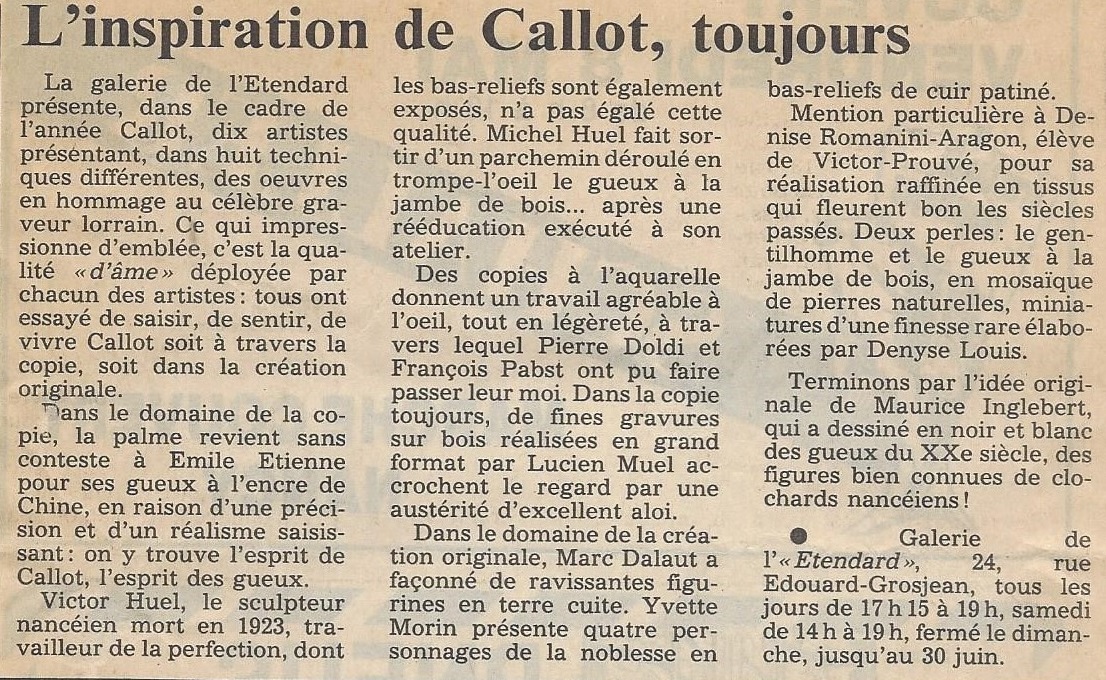 L'inspiration de Callot, toujours
La galerie de l'Etendard
présente, dans le cadre de
l'année Callot, dix artistes
présentant, dans huit techni-
ques différentes, des oeuvres
en hommage au célèbre gra-
veur lorrain. Ce qui impres-
sionne d'emblée, c'est la qua-
lité «d'âme» déployée par
chacun des artistes: tous ont
essayé de saisir, de sentir, de
vivre Callot soit à travers la
copie, soit dans la création
originale.
Dans le domaine de la co-
pie, la palme revient sans
conteste à Emile Etienne
pour ses gueux à l'encre de
Chine, en raison d'une préci-
sion et d'un réalisme saisis-
sant: on y trouve l'esprit de
Callot, l'esprit des gueux.
Victor Huel, le sculpteur
nancéien mort en 1923, tra-
vailleur de la perfection, dont
les bas-reliefs sont également
exposés, n'a pas égalé cette
qualité. Michel Huel fait sor-
tir d'un parchemin déroulé en
trompe-l'oeil le gueux à la
jambe de bois... après une
rééducation exécuté à son
atelier.
Des copies à l'aquarelle
donnent un travail agréable à
l'oeil, tout en légèreté, à tra-
vers lequel Pierre Doldi et
François Pabst ont pu faire
passer leur moi. Dans la copie
toujours, de fines gravures
sur bois réalisées en grand
format par Lucien Muel ac-
crochent le regard par une
austérité d'excellent aloi.
Dans le domaine de la créa-
tion originale, Marc Dalaut a
façonné de ravissantes figu-
rines en terre cuite. Yvette
Morin présente quatre per-
sonnages de la noblesse en
bas-reliefs de cuir patiné.
Mention particulière à De-
nise Romanini-Aragon, élève
de Victor-Prouvé, pour sa
réalisation raffinée en tissus
qui fleurent bon les siècles
passés. Deux perles: le gen-
tilhomme et le gueux à la
jambe de bois, en mosaïque
de pierres naturelles, minia-
tures d'une finesse rare élabo-
rées par Denyse Louis.
Terminons par l'idée origi-
nale de Maurice Inglebert,
qui a dessiné en noir et blanc
des gueux du XXe siècle, des
figures bien connues de clo-
chards nancéiens!
● Galerie de
l'«Etendard», 24, rue
Edouard-Grosjean, tous les
jours de 17h15 à 19h, samedi
de 14h à 19h, fermé le diman-
che, jusqu'au 30 juin.